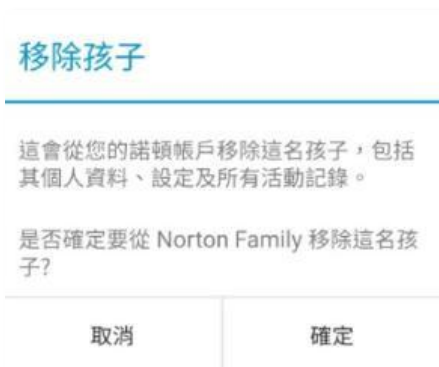 移除孩子
這會從您的諾頓帳戶移除這名孩子，包括
其個人資料、設定及所有活動記錄。
是否確定要從 Norton Family 移除這名孩
子?
取消 確定